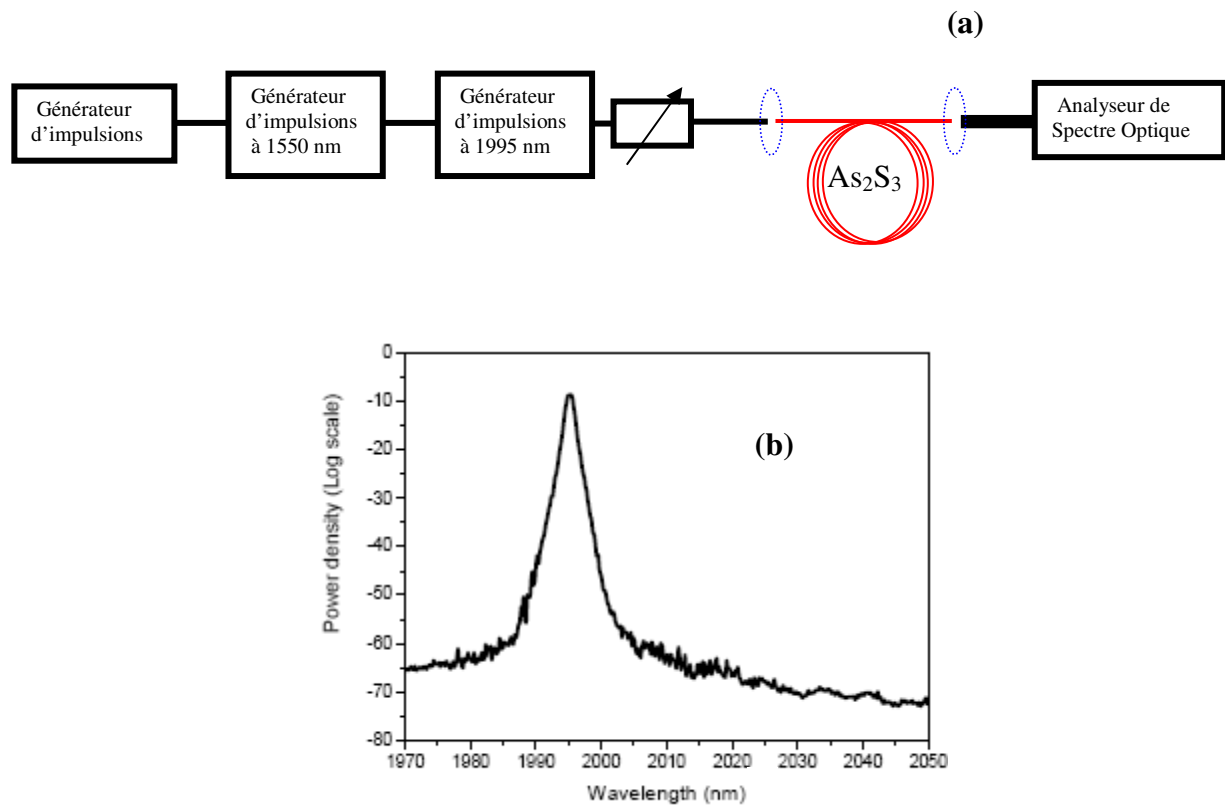 (a)
Générateur
d'impulsions
Générateur
d'impulsions
à 1550 nm
Générateur
d'impulsions
à 1995 nm
As₂S₃
Analyseur de
Spectre Optique
(b)
Power density (Log scale)
0
-10
-20
-30
-40
-50
-60
-70
-80
1970 1980 1990 2000 2010 2020 2030 2040 2050
Wavelength (nm)